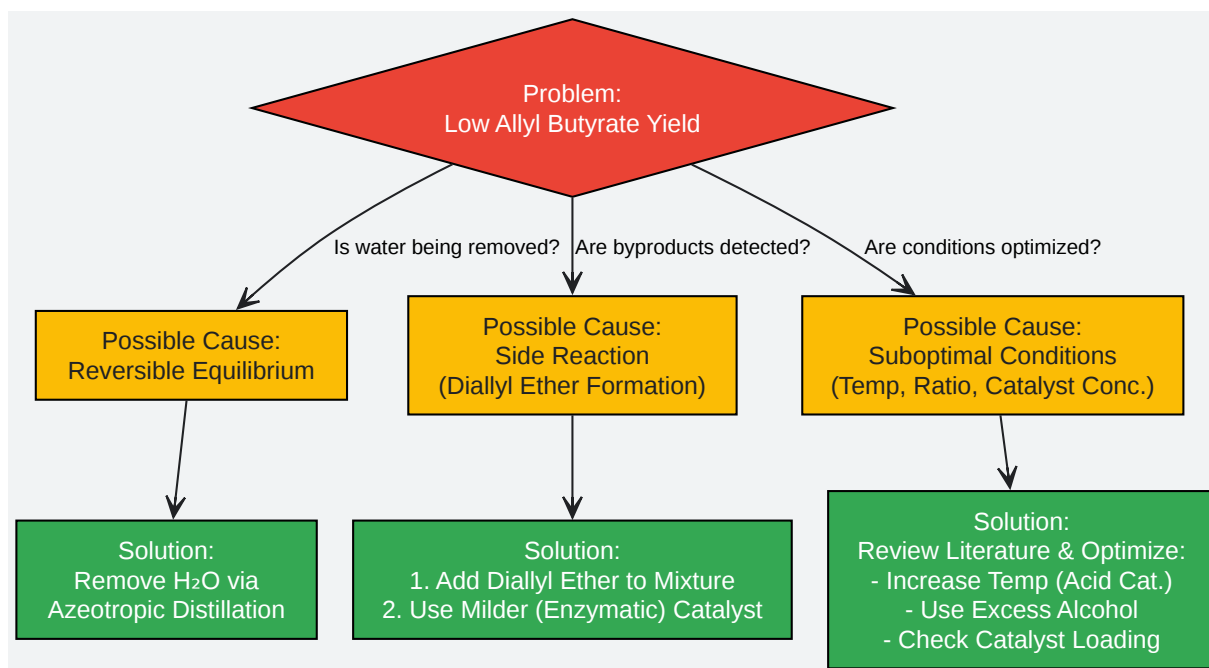 Problem:
Low Allyl Butyrate Yield
Is water being removed?
Are byproducts detected?
Are conditions optimized?
Possible Cause:
Reversible Equilibrium
Possible Cause:
Side Reaction
(Diallyl Ether Formation)
Possible Cause:
Suboptimal Conditions
(Temp, Ratio, Catalyst Conc.)
Solution:
Remove H₂O via
Azeotropic Distillation
Solution:
1. Add Diallyl Ether to Mixture
2. Use Milder (Enzymatic) Catalyst
Solution:
Review Literature & Optimize:
- Increase Temp (Acid Cat.)
- Use Excess Alcohol
- Check Catalyst Loading